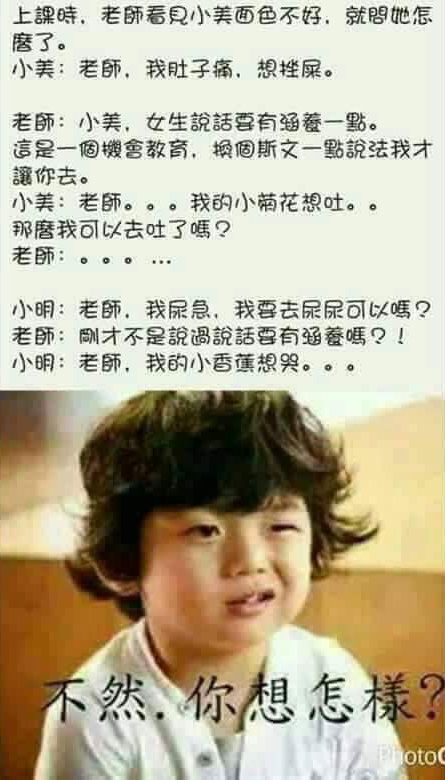 上課時，老師看見小美面色不好，就問她怎
麼了。
小美：老師，我肚子痛，想挫屎。
老師：小美，女生說話要有涵養一點。
這是一個機會教育，換個斯文一點說法我才
讓你去。
小美：老師。。。我的小菊花想吐。。
那麼我可以去吐了嗎？
老師：。。。...
小明：老師，我尿急，我要去尿尿可以嗎？
老師：剛才不是說過說話要有涵養嗎？！
小明：老師，我的小香蕉想哭。。。
不然.你想怎樣?
Photo